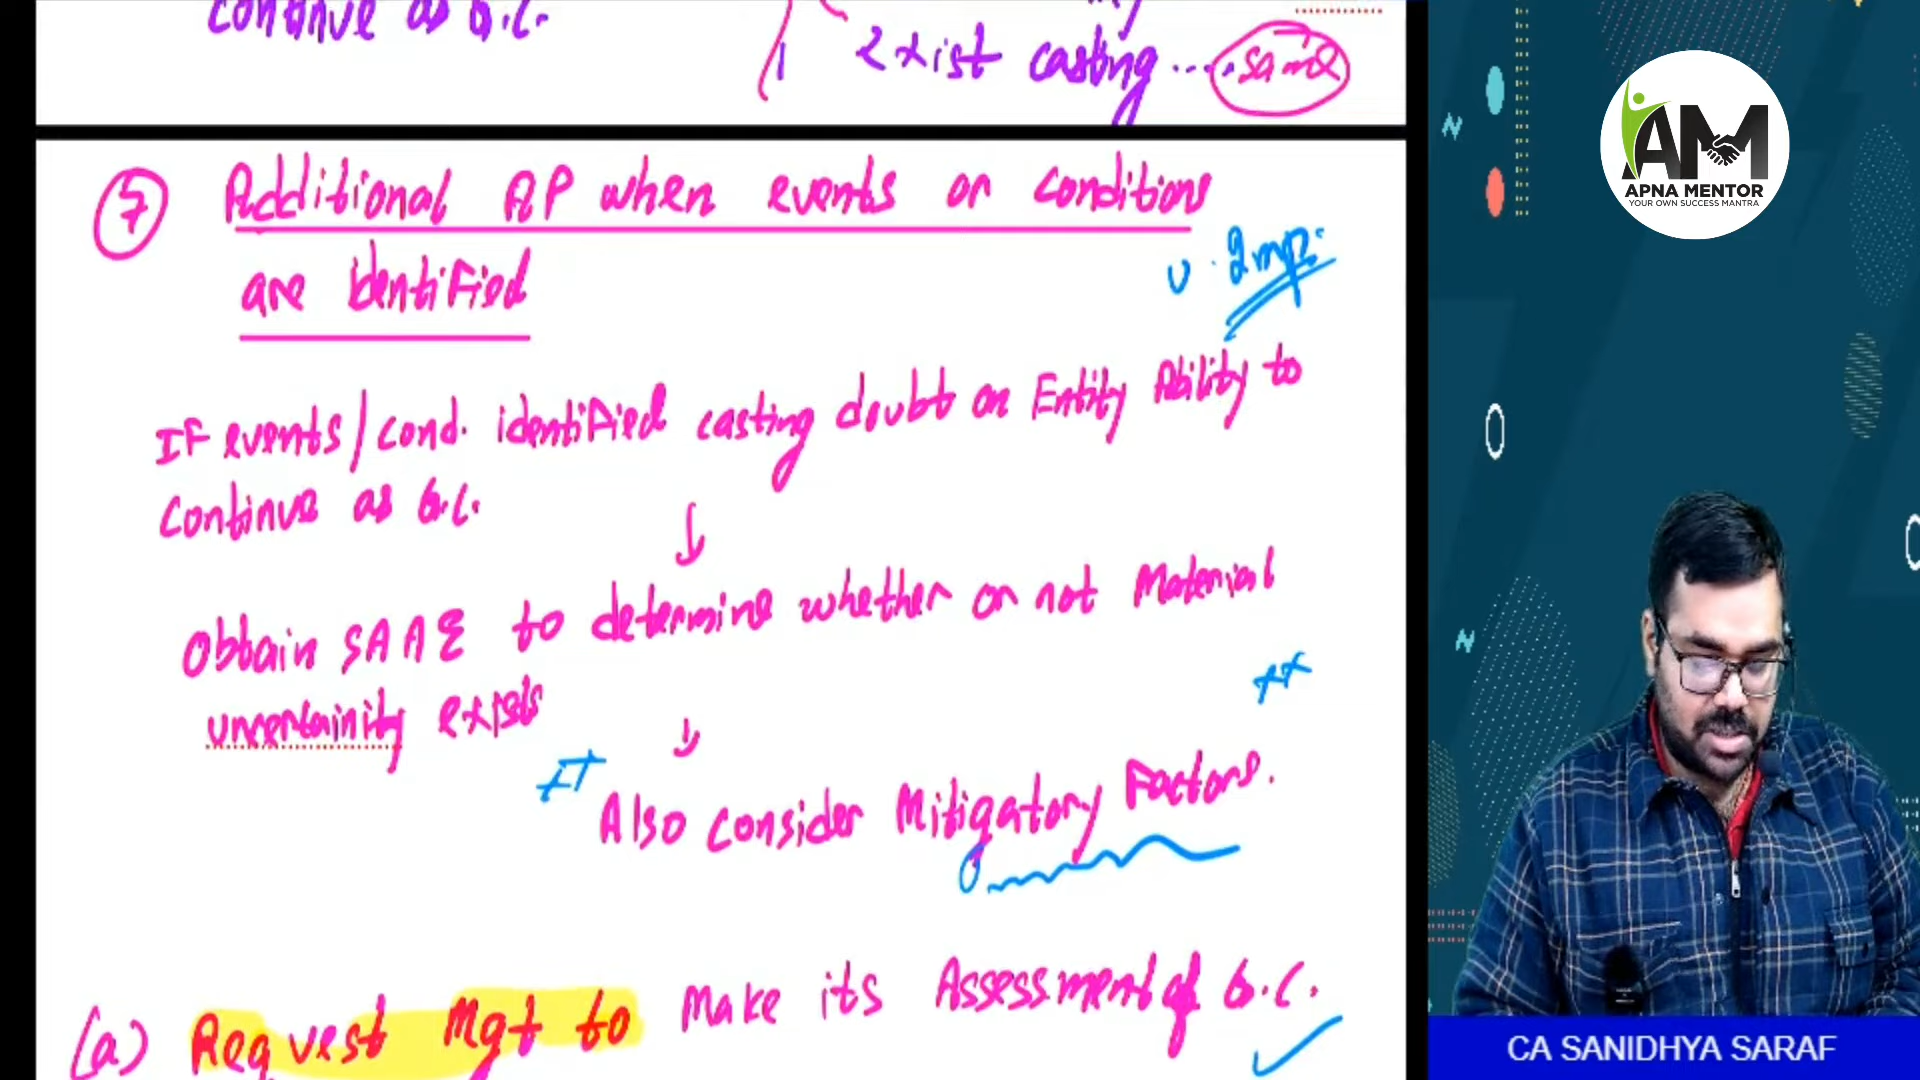 continue as G.C.
exist casting .... same
7 Additional AP when events or conditions
are identified
V. Imp.
IF events/cond. identified casting doubt on Entity Ability to
continue as G.C.
Obtain SAAE to determine whether or not Material
uncertainity exists
Also consider Mitigatory Factors.
(a) Request Mgt to make its Assessment of G.C.
AM
APNA MENTOR
YOUR OWN SUCCESS MANTRA
CA SANIDHYA SARAF